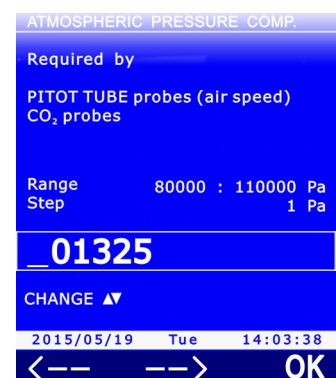 ATMOSPHERIC PRESSURE COMP.
Required by
PITOT TUBE probes (air speed)
CO₂ probes
Range 80000 : 110000 Pa
Step 1 Pa
_01325
CHANGE ▲▼
2015/05/19 Tue 14:03:38
<-- --> OK